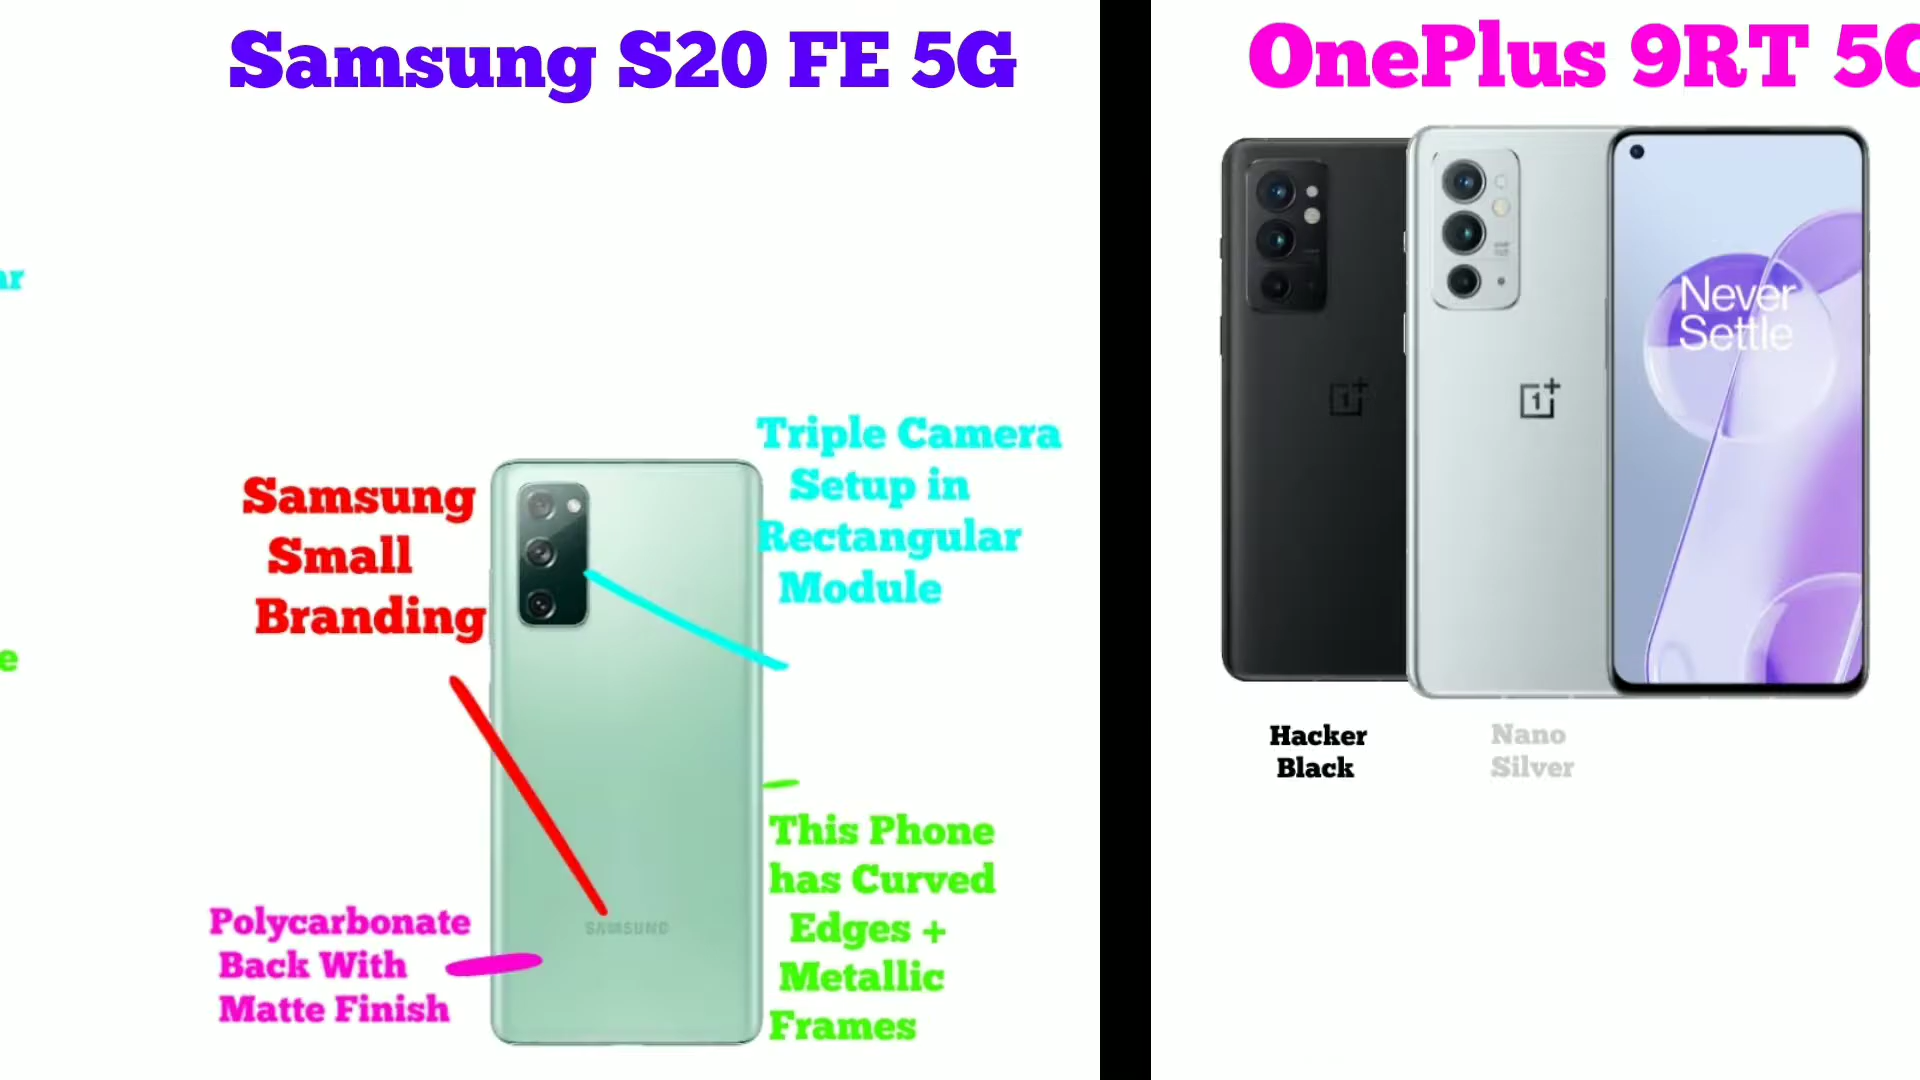 Samsung S20 FE 5G
Samsung
Small
Branding
Triple Camera
Setup in
Rectangular
Module
SAMSUNG
Polycarbonate
Back With
Matte Finish
This Phone
has Curved
Edges +
Metallic
Frames
OnePlus 9RT 5
Never
Settle
Hacker
Black
Nano
Silver